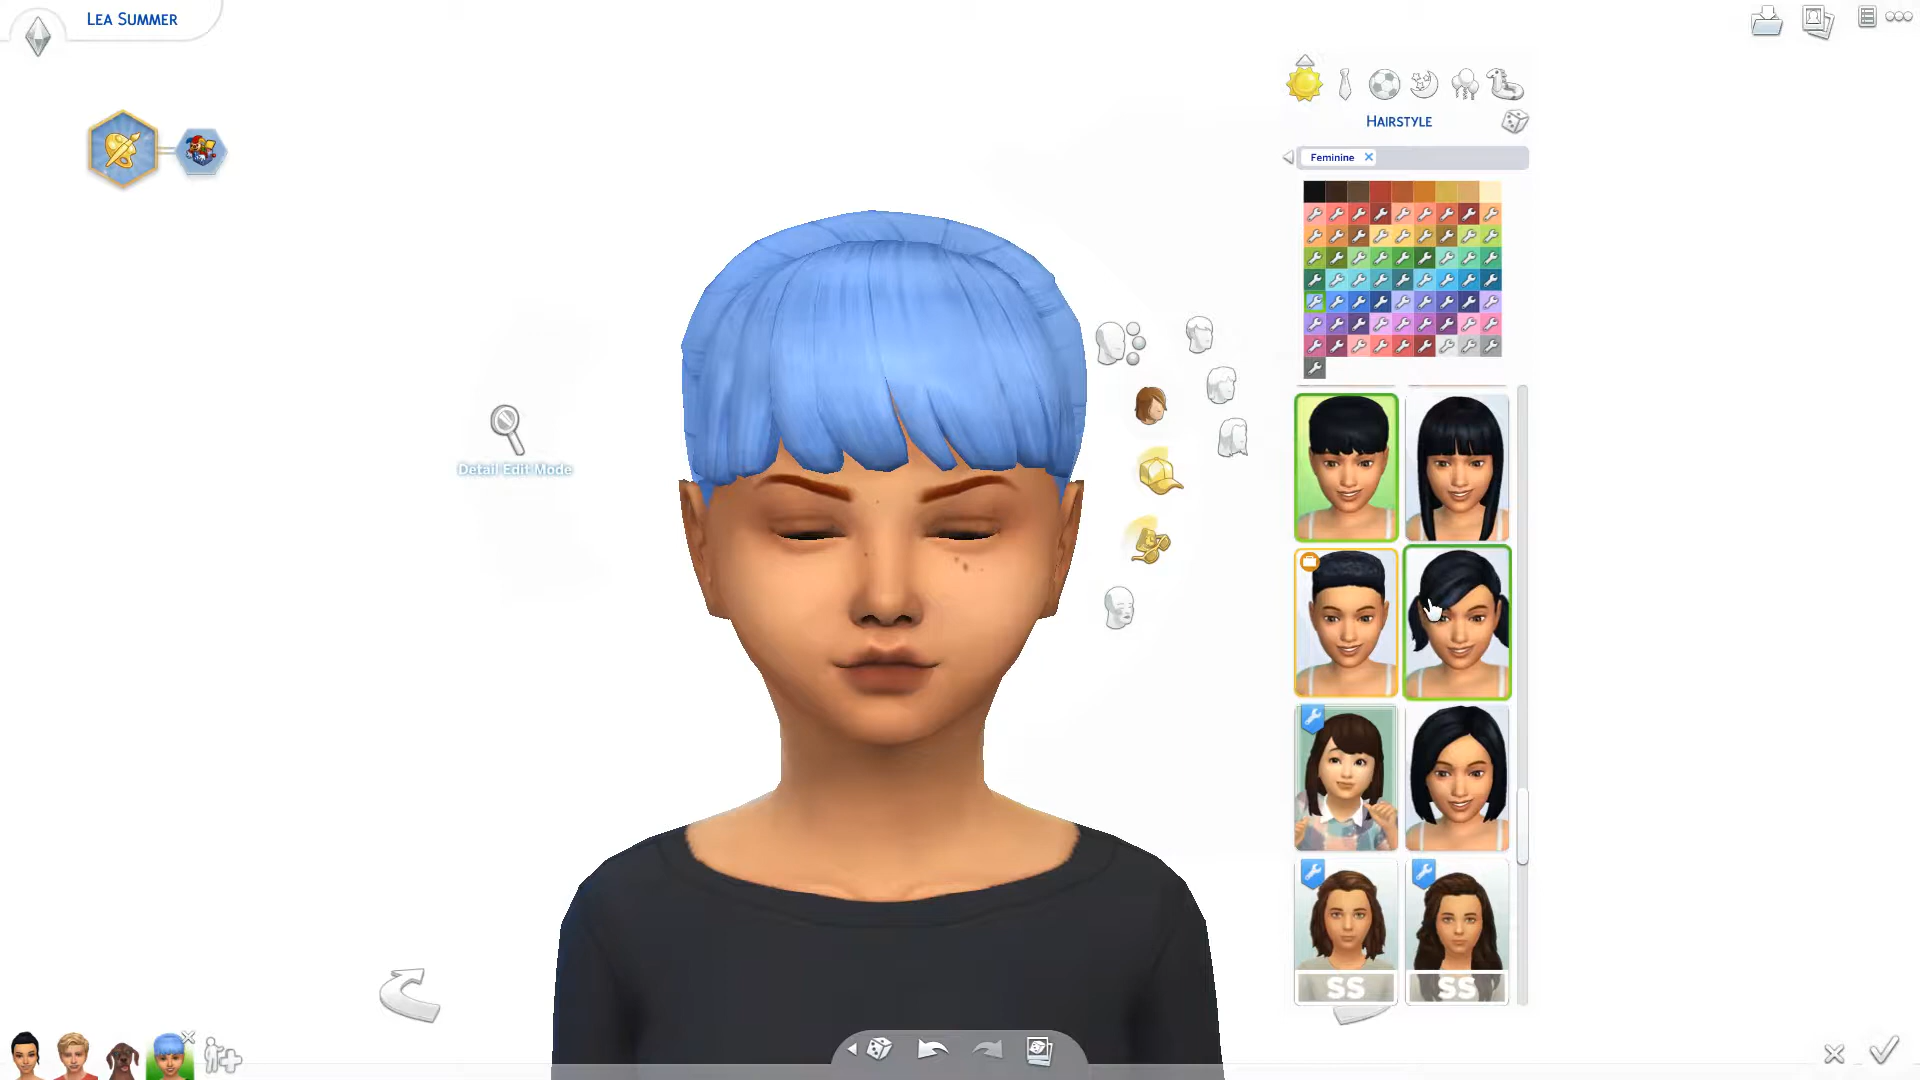 LEA SUMMER
HAIRSTYLE
Feminine
Detail Edit Mode
SS
SS